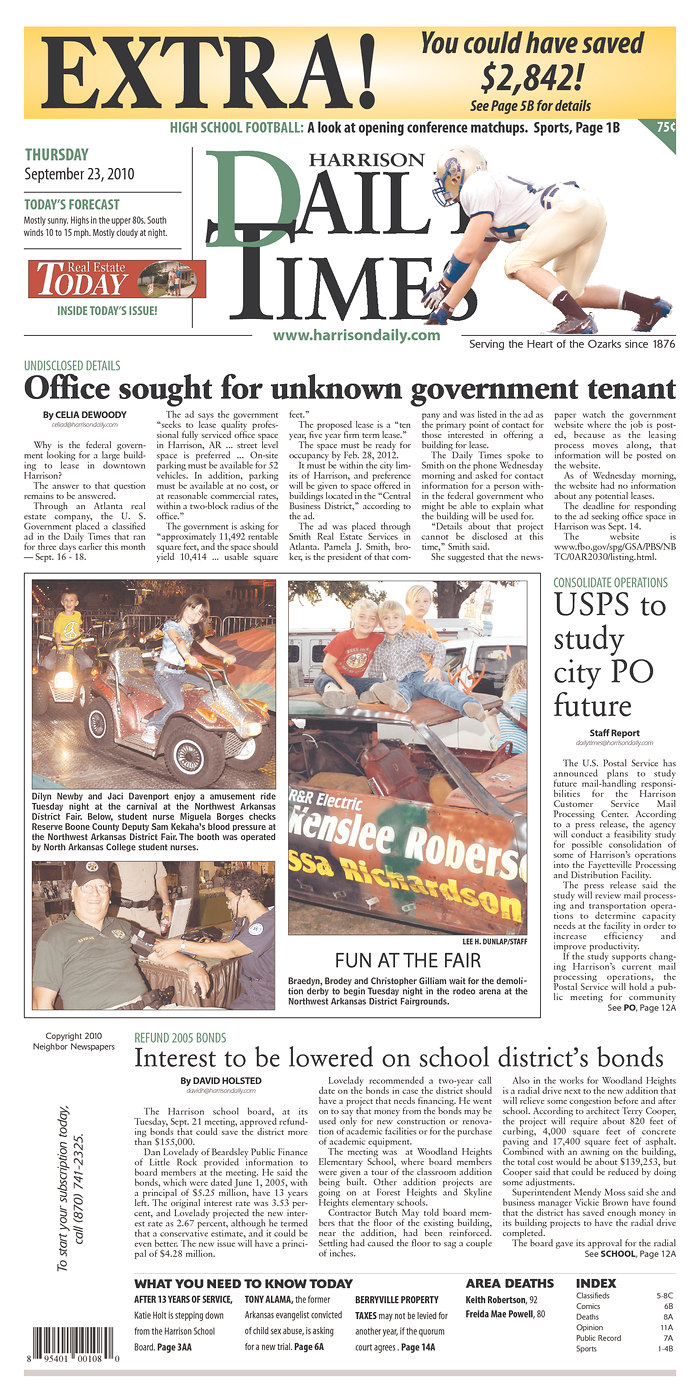 EXTRA!
You could have saved
$2,842!
See Page 5B for details
HIGH SCHOOL FOOTBALL: A look at opening conference matchups. Sports, Page 1B
75¢
THURSDAY
September 23, 2010
TODAY'S FORECAST
Mostly sunny. Highs in the upper 80s. South
winds 10 to 15 mph. Mostly cloudy at night.
Real Estate
TODAY
INSIDE TODAY'S ISSUE!
HARRISON
DAILY
TIMES
www.harrisondaily.com
Serving the Heart of the Ozarks since 1876
UNDISCLOSED DETAILS
Office sought for unknown government tenant
By CELIA DEWOODY
celiad@harrisondaily.com
Why is the federal govern-
ment looking for a large build-
ing to lease in downtown
Harrison?
The answer to that question
remains to be answered.
Through an Atlanta real
estate company, the U. S.
Government placed a classified
ad in the Daily Times that ran
for three days earlier this month
— Sept. 16 - 18.
The ad says the government
"seeks to lease quality profes-
sional fully serviced office space
in Harrison, AR ... street level
space is preferred ... On-site
parking must be available for 52
vehicles. In addition, parking
must be available at no cost, or
at reasonable commercial rates,
within a two-block radius of the
office."
The government is asking for
"approximately 11,492 rentable
square feet, and the space should
yield 10,414 ... usable square
feet."
The proposed lease is a "ten
year, five year firm term lease."
The space must be ready for
occupancy by Feb. 28, 2012.
It must be within the city lim-
its of Harrison, and preference
will be given to space offered in
buildings located in the "Central
Business District," according to
the ad.
The ad was placed through
Smith Real Estate Services in
Atlanta. Pamela J. Smith, bro-
ker, is the president of that com-
pany and was listed in the ad as
the primary point of contact for
those interested in offering a
building for lease.
The Daily Times spoke to
Smith on the phone Wednesday
morning and asked for contact
information for a person with-
in the federal government who
might be able to explain what
the building will be used for.
"Details about that project
cannot be disclosed at this
time," Smith said.
She suggested that the news-
paper watch the government
website where the job is post-
ed, because as the leasing
process moves along, that
information will be posted on
the website.
As of Wednesday morning,
the website had no information
about any potential leases.
The deadline for responding
to the ad seeking office space in
Harrison was Sept. 14.
The website is
www.fbo.gov/spg/GSA/PBS/NB
TC/0AR2030/listing.html.
Dilyn Newby and Jaci Davenport enjoy a amusement ride
Tuesday night at the carnival at the Northwest Arkansas
District Fair. Below, student nurse Miguela Borges checks
Reserve Boone County Deputy Sam Kekaha's blood pressure at
the Northwest Arkansas District Fair. The booth was operated
by North Arkansas College student nurses.
R&R Electric
Kenslee Roberso
ssa Richardson
LEE H. DUNLAP/STAFF
FUN AT THE FAIR
Braedyn, Brodey and Christopher Gilliam wait for the demoli-
tion derby to begin Tuesday night in the rodeo arena at the
Northwest Arkansas District Fairgrounds.
CONSOLIDATE OPERATIONS
USPS to
study
city PO
future
Staff Report
dailytimes@harrisondaily.com
The U.S. Postal Service has
announced plans to study
future mail-handling responsi-
bilities for the Harrison
Customer Service Mail
Processing Center. According
to a press release, the agency
will conduct a feasibility study
for possible consolidation of
some of Harrison's operations
into the Fayetteville Processing
and Distribution Facility.
The press release said the
study will review mail process-
ing and transportation opera-
tions to determine capacity
needs at the facility in order to
increase efficiency and
improve productivity.
If the study supports chang-
ing Harrison's current mail
processing operations, the
Postal Service will hold a pub-
lic meeting for community
See PO, Page 12A
Copyright 2010
Neighbor Newspapers
To start your subscription today,
call (870) 741-2325.
REFUND 2005 BONDS
Interest to be lowered on school district's bonds
By DAVID HOLSTED
davidh@harrisondaily.com
The Harrison school board, at its
Tuesday, Sept. 21 meeting, approved refund-
ing bonds that could save the district more
than $155,000.
Dan Lovelady of Beardsley Public Finance
of Little Rock provided information to
board members at the meeting. He said the
bonds, which were dated June 1, 2005, with
a principal of $5.25 million, have 13 years
left. The original interest rate was 3.53 per-
cent, and Lovelady projected the new inter-
est rate as 2.67 percent, although he termed
that a conservative estimate, and it could be
even better. The new issue will have a princi-
pal of $4.28 million.
Lovelady recommended a two-year call
date on the bonds in case the district should
have a project that needs financing. He went
on to say that money from the bonds may be
used only for new construction or renova-
tion of academic facilities or for the purchase
of academic equipment.
The meeting was at Woodland Heights
Elementary School, where board members
were given a tour of the classroom addition
being built. Other addition projects are
going on at Forest Heights and Skyline
Heights elementary schools.
Contractor Butch May told board mem-
bers that the floor of the existing building,
near the addition, had been reinforced.
Settling had caused the floor to sag a couple
of inches.
Also in the works for Woodland Heights
is a radial drive next to the new addition that
will relieve some congestion before and after
school. According to architect Terry Cooper,
the project will require about 820 feet of
curbing, 4,000 square feet of concrete
paving and 17,400 square feet of asphalt.
Combined with an awning on the building,
the total cost would be about $139,253, but
Cooper said that could be reduced by doing
some adjustments.
Superintendent Mendy Moss said she and
business manager Vickie Brown have found
that the district has saved enough money in
its building projects to have the radial drive
completed.
The board gave its approval for the radial
See SCHOOL, Page 12A
WHAT YOU NEED TO KNOW TODAY
AFTER 13 YEARS OF SERVICE,
Katie Holt is stepping down
from the Harrison School
Board. Page 3AA
TONY ALAMA, the former
Arkansas evangelist convicted
of child sex abuse, is asking
for a new trial. Page 6A
BERRYVILLE PROPERTY
TAXES may not be levied for
another year, if the quorum
court agrees . Page 14A
AREA DEATHS
Keith Robertson, 92
Freida Mae Powell, 80
INDEX
Classifieds 5-8C
Comics 6B
Deaths 8A
Opinion 11A
Public Record 7A
Sports 1-4B
8 95401 00108 0